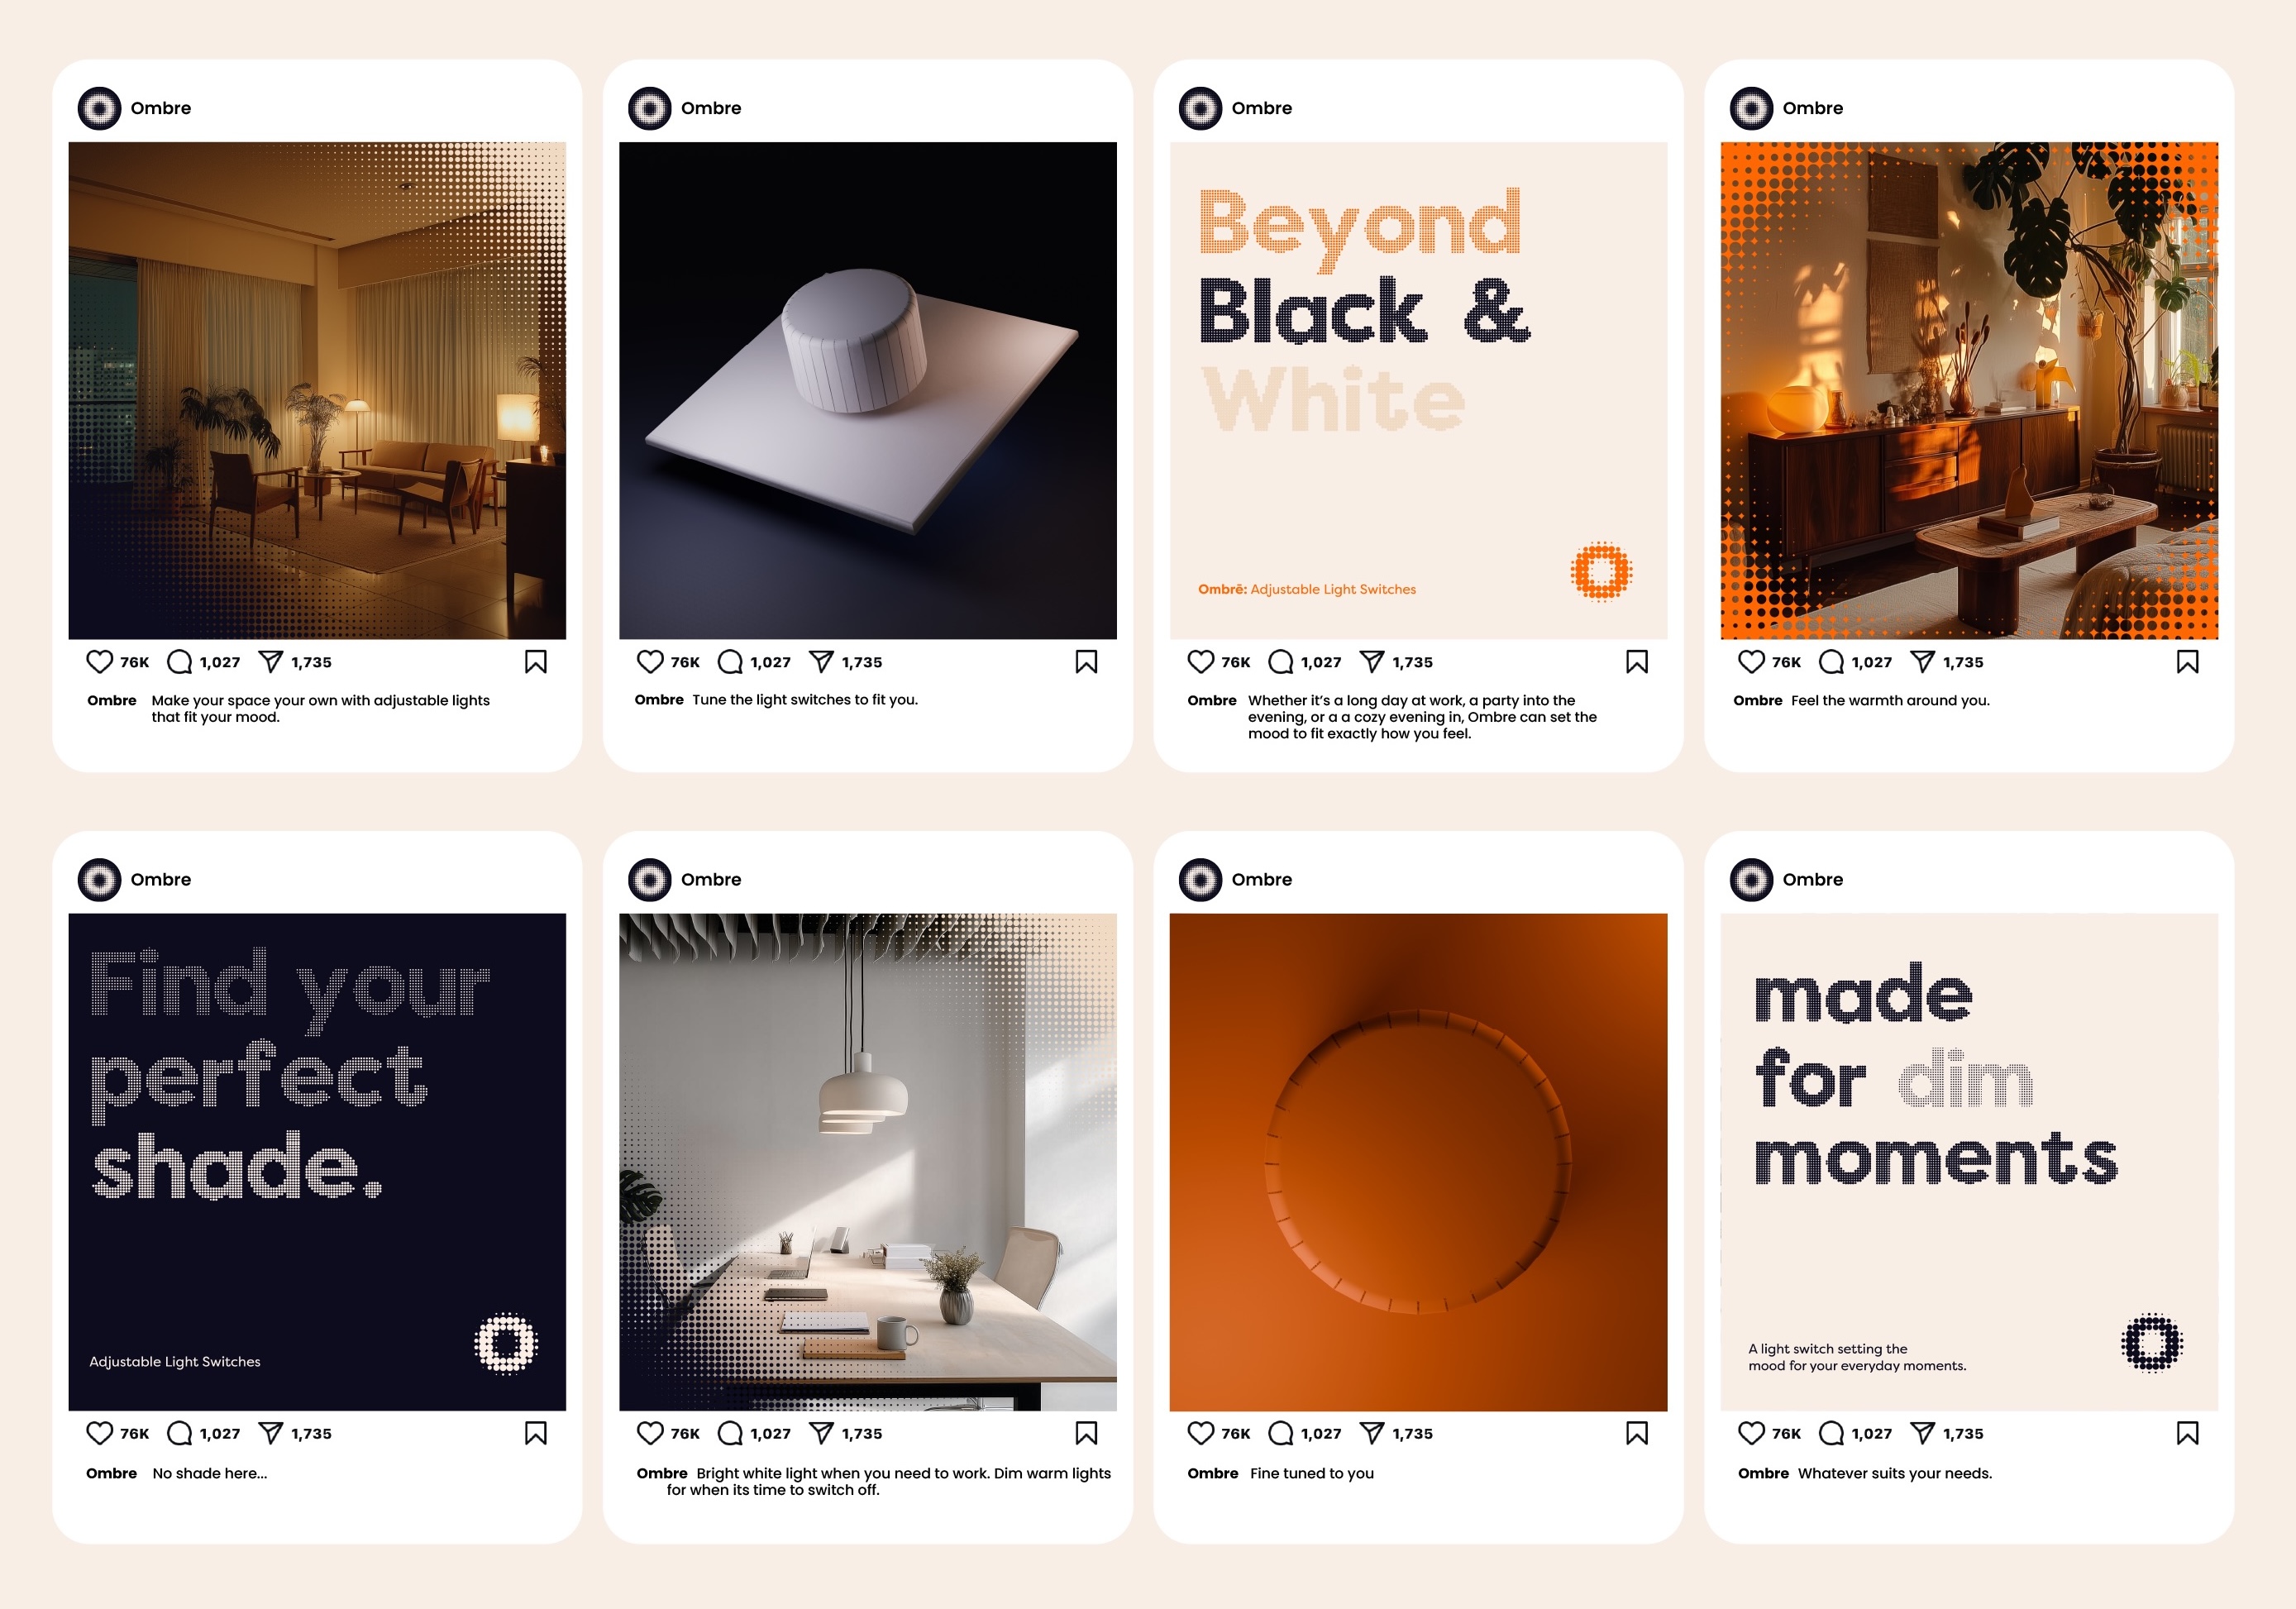 Ombre
76K 1,027 1,735
Ombre Make your space your own with adjustable lights
that fit your mood.
Ombre
76K 1,027 1,735
Ombre Tune the light switches to fit you.
Ombre
Beyond
Black &
White
Ombrē: Adjustable Light Switches
76K 1,027 1,735
Ombre Whether it’s a long day at work, a party into the
evening, or a a cozy evening in, Ombre can set the
mood to fit exactly how you feel.
Ombre
76K 1,027 1,735
Ombre Feel the warmth around you.
Ombre
Find your
perfect
shade.
Adjustable Light Switches
76K 1,027 1,735
Ombre No shade here...
Ombre
76K 1,027 1,735
Ombre Bright white light when you need to work. Dim warm lights
for when its time to switch off.
Ombre
76K 1,027 1,735
Ombre Fine tuned to you
Ombre
made
for dim
moments
A light switch setting the
mood for your everyday moments.
76K 1,027 1,735
Ombre Whatever suits your needs.